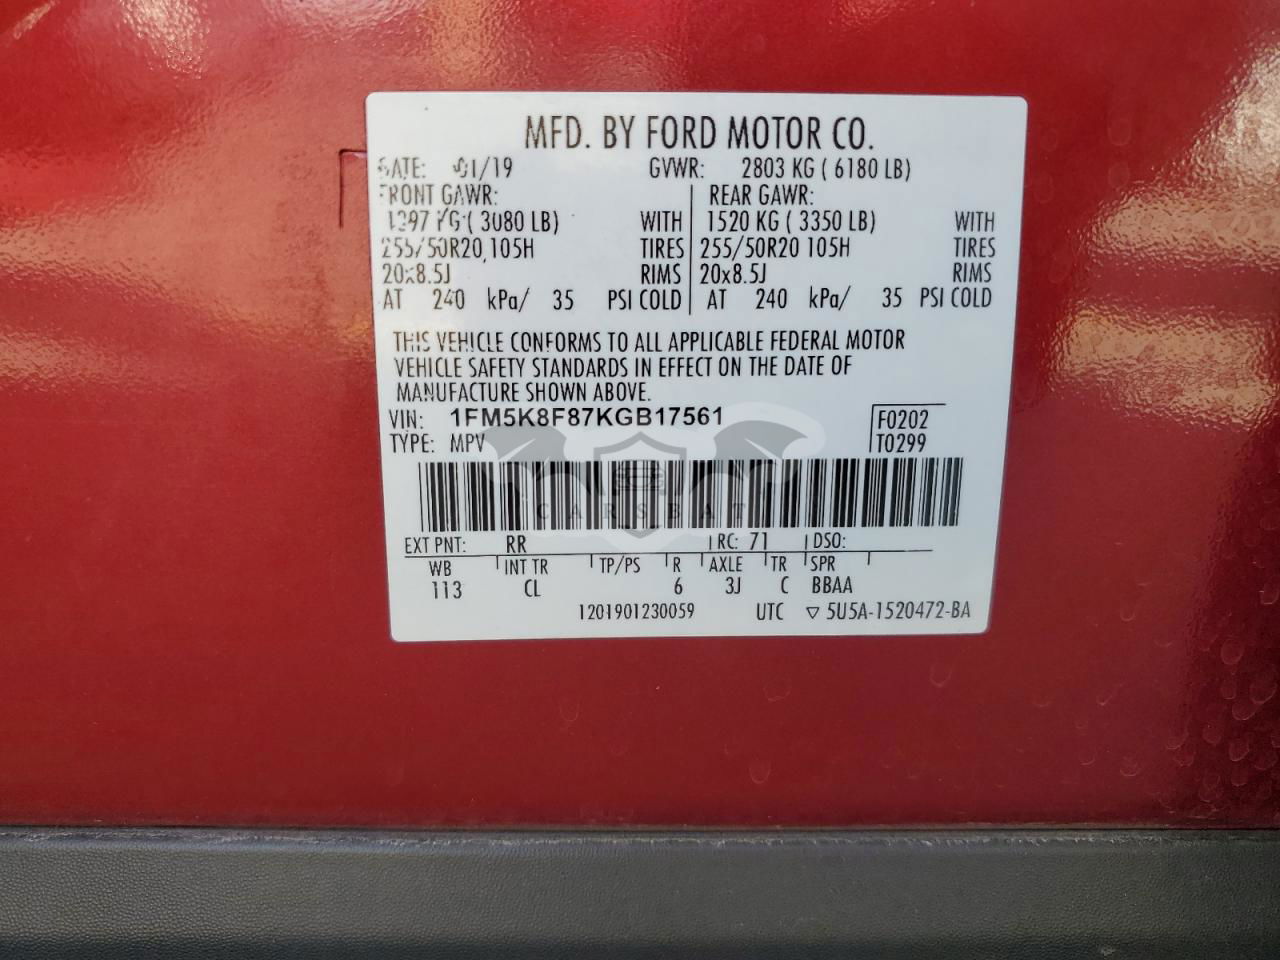 MFD. BY FORD MOTOR CO.
DATE: 01/19 GVWR: 2803 KG ( 6180 LB)
FRONT GAWR: REAR GAWR:
1397 KG ( 3080 LB) WITH 1520 KG ( 3350 LB) WITH
255/50R20 105H TIRES 255/50R20 105H TIRES
20x8.5J RIMS 20x8.5J RIMS
AT 240 kPa/ 35 PSI COLD AT 240 kPa/ 35 PSI COLD
THIS VEHICLE CONFORMS TO ALL APPLICABLE FEDERAL MOTOR
VEHICLE SAFETY STANDARDS IN EFFECT ON THE DATE OF
MANUFACTURE SHOWN ABOVE.
VIN: 1FM5K8F87KGB17561 F0202
TYPE: MPV T0299
CARSBAT
EXT PNT: RR RC: 71 DSO:
WB INT TR TP/PS R AXLE TR SPR
113 CL 6 3J C BBAA
1201901230059 UTC ▽ 5U5A-1520472-BA